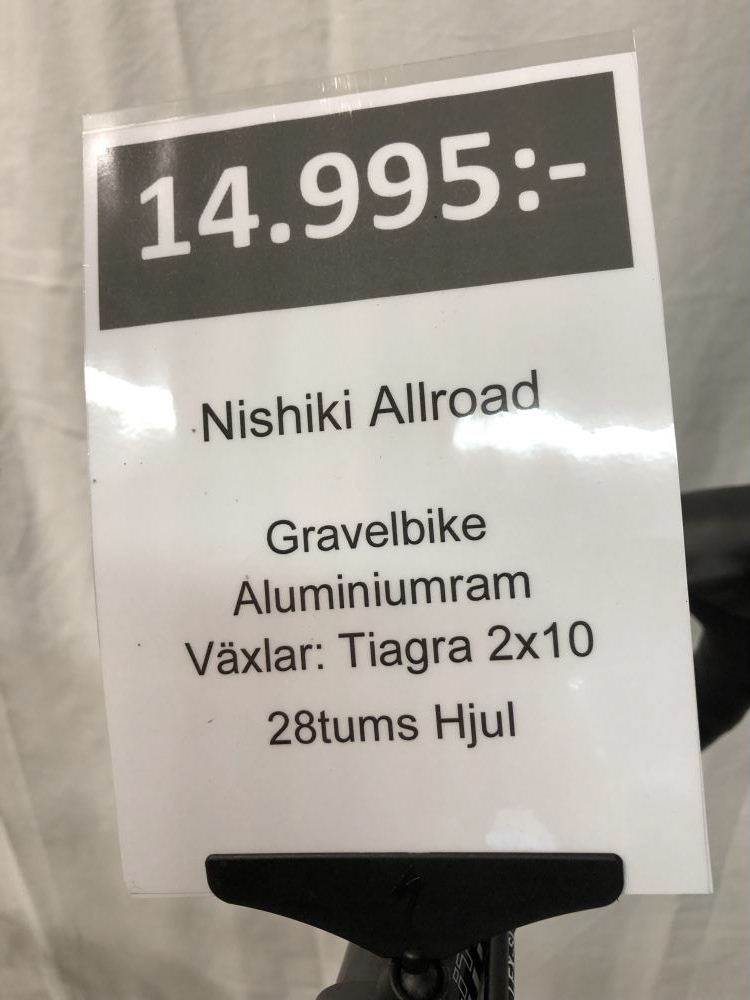 14.995:-
Nishiki Allroad
Gravelbike
Aluminiumram
Växlar: Tiagra 2x10
28tums Hjul